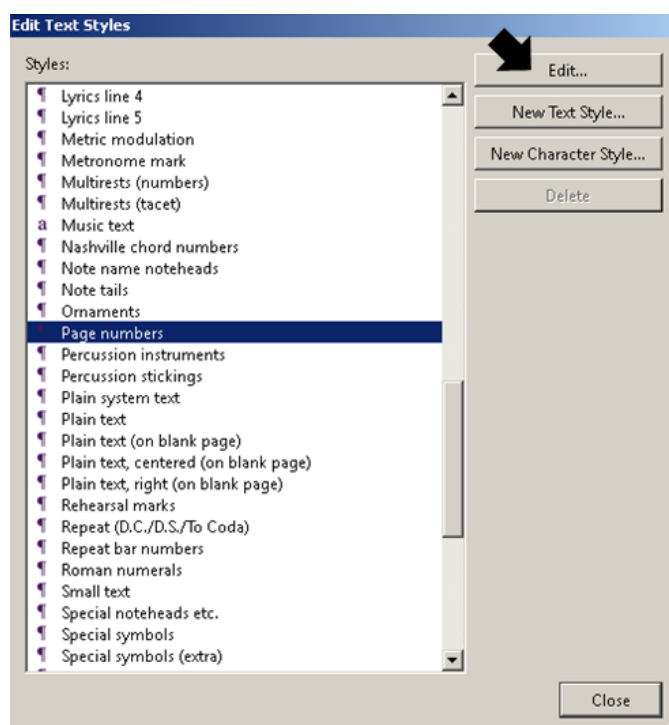 Edit Text Styles
Styles:
Lyrics line 4
Lyrics line 5
Metric modulation
Metronome mark
Multirests (numbers)
Multirests (tacet)
a Music text
Nashville chord numbers
Note name noteheads
Note tails
Ornaments
Page numbers
Percussion instruments
Percussion stickings
Plain system text
Plain text
Plain text (on blank page)
Plain text, centered (on blank page)
Plain text, right (on blank page)
Rehearsal marks
Repeat (D.C./D.S./To Coda)
Repeat bar numbers
Roman numerals
Small text
Special noteheads etc.
Special symbols
Special symbols (extra)
Edit...
New Text Style...
New Character Style...
Delete
Close